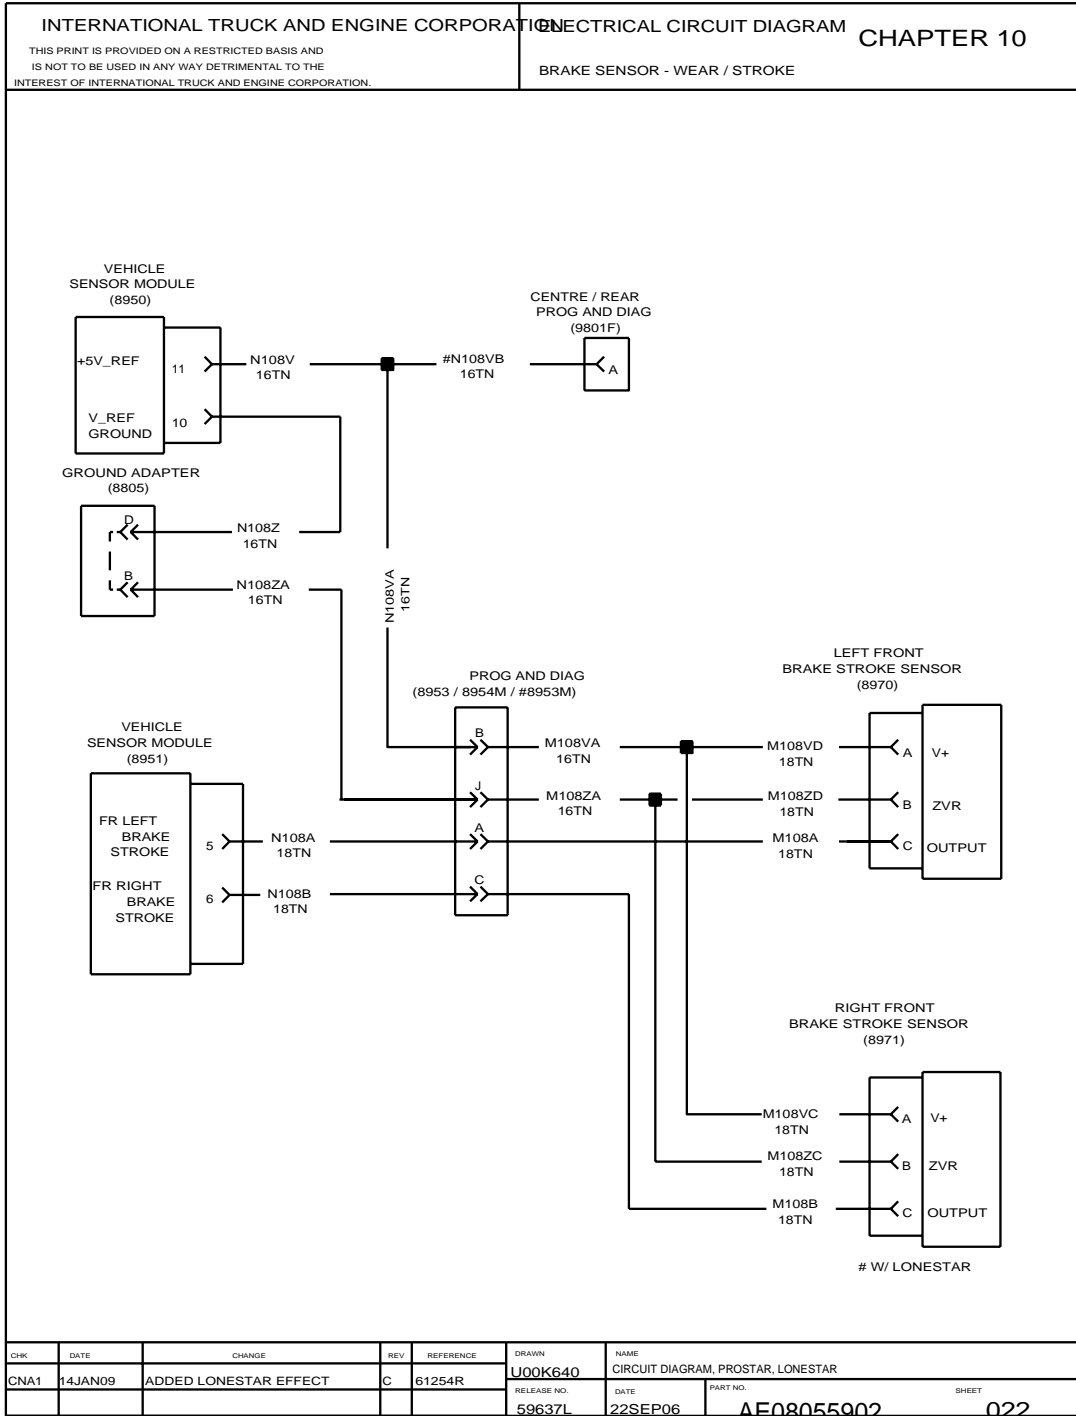 INTERNATIONAL TRUCK AND ENGINE CORPORATION
THIS PRINT IS PROVIDED ON A RESTRICTED BASIS AND
IS NOT TO BE USED IN ANY WAY DETRIMENTAL TO THE
INTEREST OF INTERNATIONAL TRUCK AND ENGINE CORPORATION.
ELECTRICAL CIRCUIT DIAGRAM
CHAPTER 10
BRAKE SENSOR - WEAR / STROKE
VEHICLE
SENSOR MODULE
(8950)
+5V_REF
11
N108V
16TN
#N108VB
16TN
CENTRE / REAR
PROG AND DIAG
(9801F)
A
V_REF
GROUND
10
GROUND ADAPTER
(8805)
D
N108Z
16TN
B
N108ZA
16TN
N108VA
16TN
PROG AND DIAG
(8953 / 8954M / #8953M)
B
J
A
C
VEHICLE
SENSOR MODULE
(8951)
FR LEFT
BRAKE
STROKE
5
N108A
18TN
FR RIGHT
BRAKE
STROKE
6
N108B
18TN
M108VA
16TN
M108ZA
16TN
LEFT FRONT
BRAKE STROKE SENSOR
(8970)
M108VD
18TN
A
V+
M108ZD
18TN
B
ZVR
M108A
18TN
C
OUTPUT
RIGHT FRONT
BRAKE STROKE SENSOR
(8971)
M108VC
18TN
A
V+
M108ZC
18TN
B
ZVR
M108B
18TN
C
OUTPUT
# W/ LONESTAR
CHK
DATE
CHANGE
REV
REFERENCE
CNA1
14JAN09
ADDED LONESTAR EFFECT
C
61254R
DRAWN
U00K640
NAME
CIRCUIT DIAGRAM, PROSTAR, LONESTAR
RELEASE NO.
59637L
DATE
22SEP06
PART NO.
AE08055902
SHEET
022